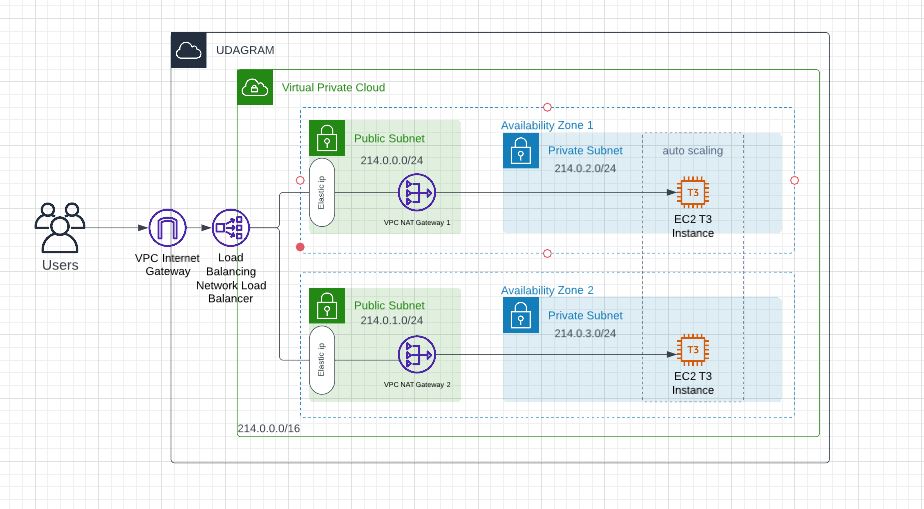 UDAGRAM
Virtual Private Cloud
Availability Zone 1
Public Subnet
214.0.0.0/24
Private Subnet
214.0.2.0/24
auto scaling
Elastic ip
T3
VPC NAT Gateway 1
EC2 T3
Instance
Users
VPC Internet
Gateway
Load
Balancing
Network Load
Balancer
Availability Zone 2
Public Subnet
214.0.1.0/24
Private Subnet
214.0.3.0/24
Elastic ip
T3
VPC NAT Gateway 2
EC2 T3
Instance
214.0.0.0/16